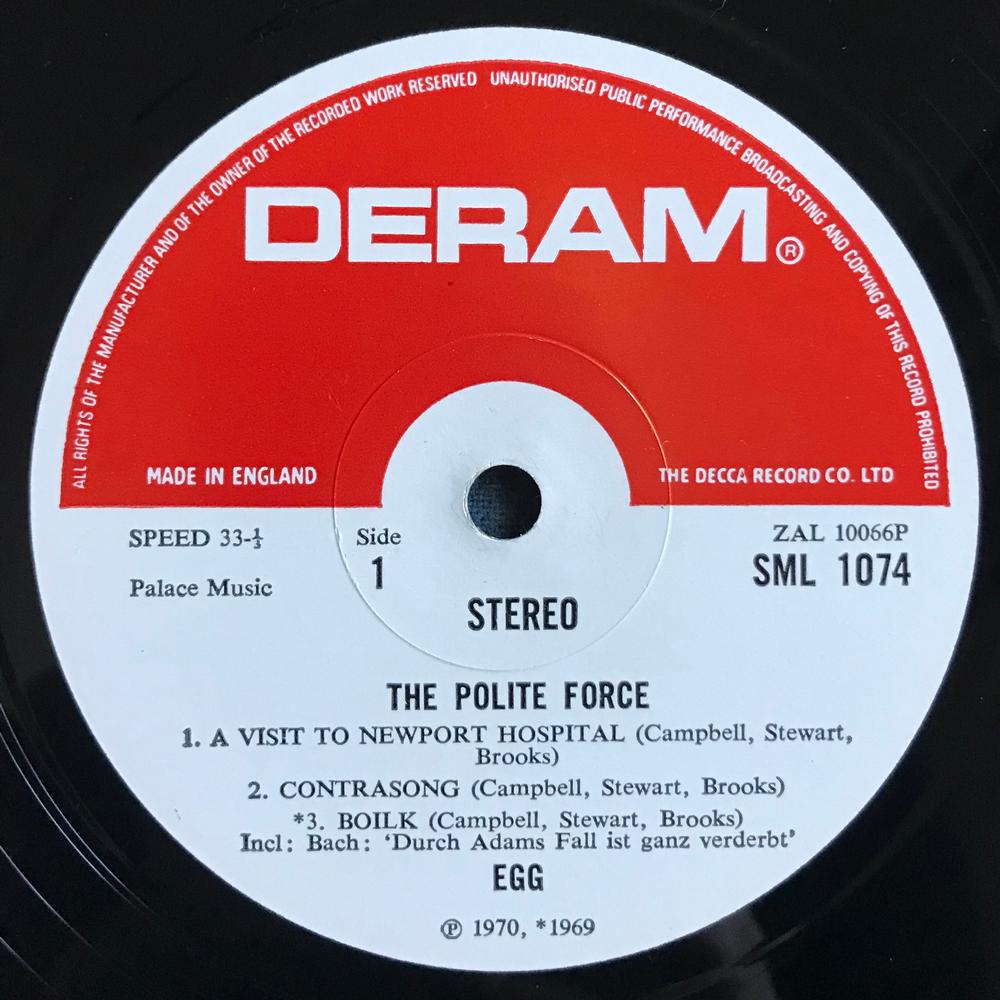 ALL RIGHTS OF THE MANUFACTURER AND OF THE OWNER OF THE RECORDED WORK RESERVED UNAUTHORISED PUBLIC PERFORMANCE BROADCASTING AND COPYING OF THIS RECORD PROHIBITED
DERAM®
MADE IN ENGLAND
THE DECCA RECORD CO. LTD
SPEED 33-⅓
Side
ZAL 10066P
1
SML 1074
Palace Music
STEREO
THE POLITE FORCE
1. A VISIT TO NEWPORT HOSPITAL (Campbell, Stewart,
Brooks)
2. CONTRASONG (Campbell, Stewart, Brooks)
*3. BOILK (Campbell, Stewart, Brooks)
Incl: Bach: ‘Durch Adams Fall ist ganz verderbt’
EGG
℗ 1970, *1969